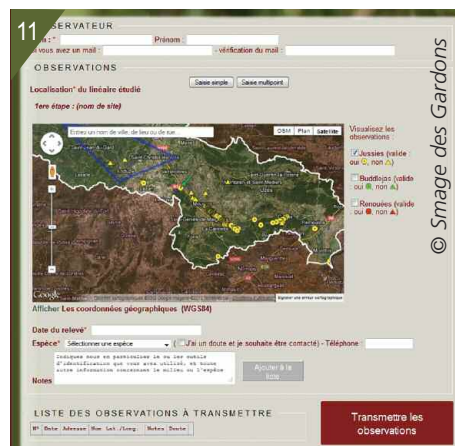 11
OBSERVATEUR
Prénom :
vous avez un mail : - vérification du mail :
OBSERVATIONS
Saisie simple Saisie multipoint
Localisation* du linéaire étudié
1ere étape : (nom de site)
Entrez un nom de ville, de lieu ou de rue...
OSM Plan Satellite
Visualisez les
observations :
Jussies (valide :
oui , non )
Buddlejas (valide
: oui , non )
Renouées (valide
: oui , non )
Google
Afficher Les coordonnées géographiques (WGS84)
Date du relevé*
Espèce* Sélectionner une espèce ( J'ai un doute et je souhaite être contacté) - Téléphone :
Indiquez nous en particulier le ou les outils
d'identification que vous avez utilisé, et toute
autre information concernant le milieu ou l'espèce
Notes
Ajouter à la
liste
LISTE DES OBSERVATIONS À TRANSMETTRE
N° Date Adresse Nom Lat./Long. Notes Doute
Transmettre les
observations
© Smage des Gardons